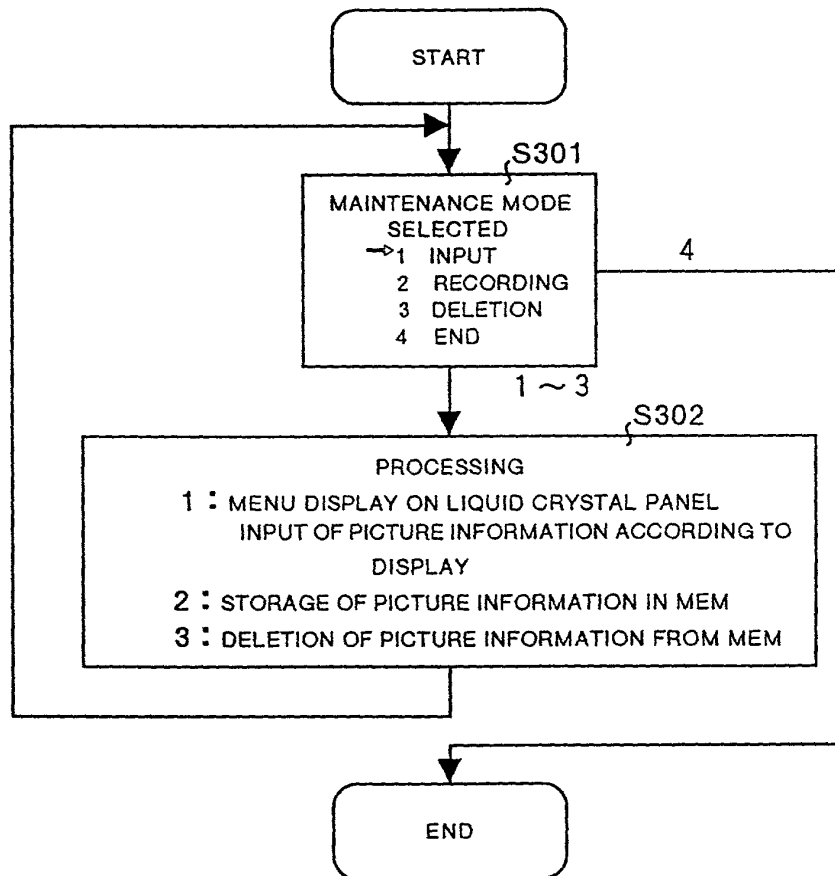 START
S301
MAINTENANCE MODE
SELECTED
⇒1 INPUT
2 RECORDING
3 DELETION
4 END
4
1 ~ 3
S302
PROCESSING
1 : MENU DISPLAY ON LIQUID CRYSTAL PANEL
INPUT OF PICTURE INFORMATION ACCORDING TO
DISPLAY
2 : STORAGE OF PICTURE INFORMATION IN MEM
3 : DELETION OF PICTURE INFORMATION FROM MEM
END